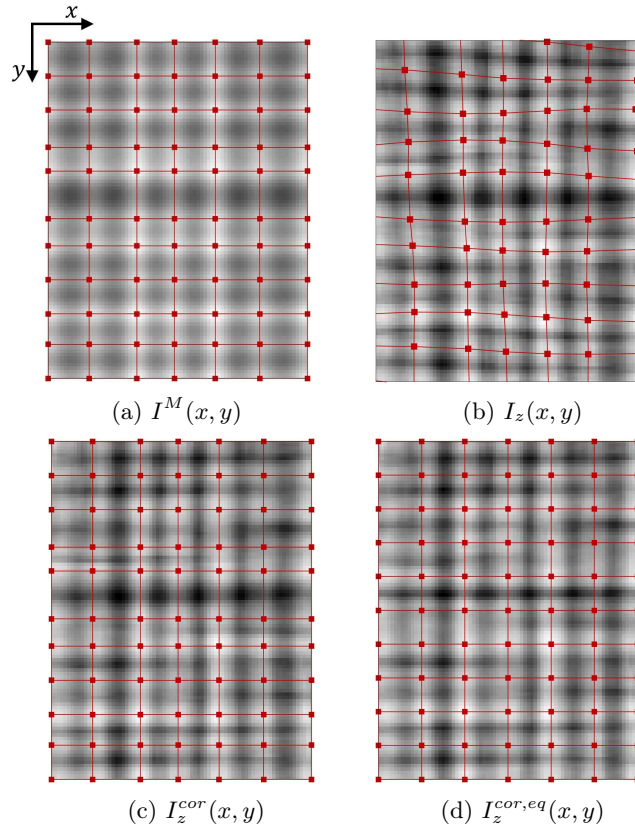 x
y
(a) I^M(x, y)
(b) I_z(x, y)
(c) I_z^{cor}(x, y)
(d) I_z^{cor,eq}(x, y)